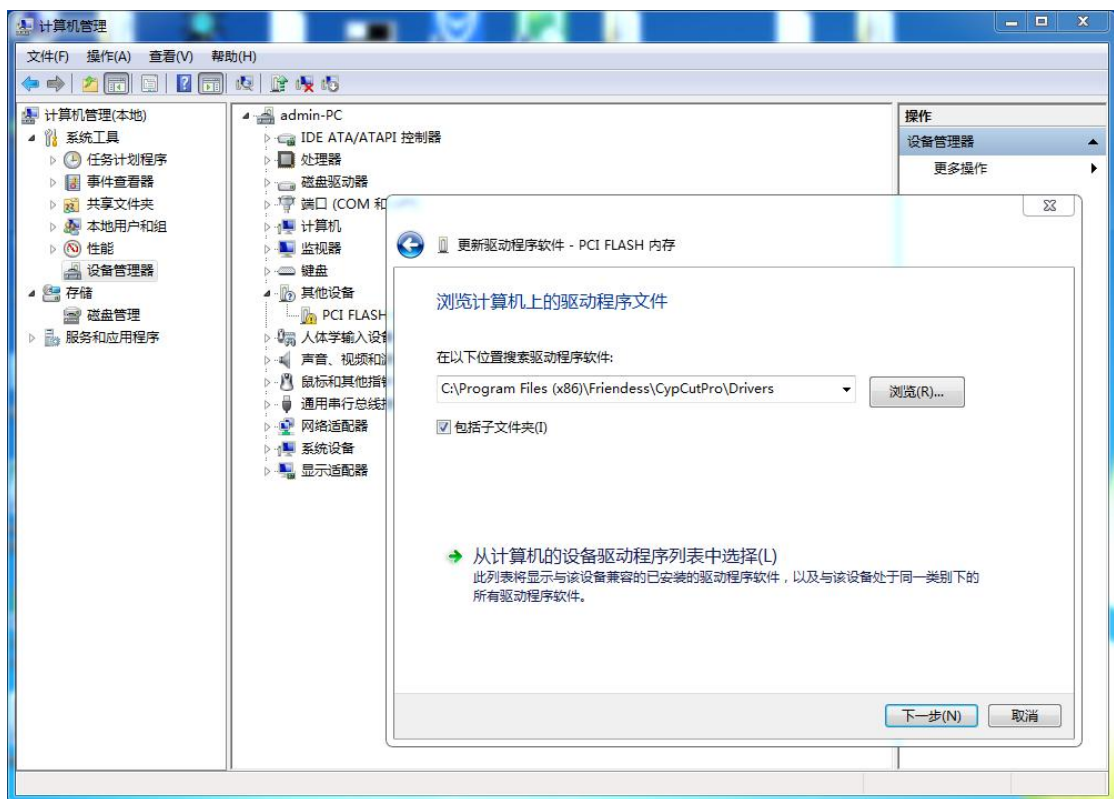 计算机管理
文件(F) 操作(A) 查看(V) 帮助(H)
计算机管理(本地)
系统工具
任务计划程序
事件查看器
共享文件夹
本地用户和组
性能
设备管理器
存储
磁盘管理
服务和应用程序
admin-PC
IDE ATA/ATAPI 控制器
处理器
磁盘驱动器
端口 (COM 和
计算机
监视器
键盘
其他设备
PCI FLASH
人体学输入设备
声音、视频和游
鼠标和其他指针
通用串行总线控
网络适配器
系统设备
显示适配器
操作
设备管理器
更多操作
更新驱动程序软件 - PCI FLASH 内存
浏览计算机上的驱动程序文件
在以下位置搜索驱动程序软件:
C:\Program Files (x86)\Friendess\CypCutPro\Drivers
浏览(R)...
包括子文件夹(I)
从计算机的设备驱动程序列表中选择(L)
此列表将显示与该设备兼容的已安装的驱动程序软件，以及与该设备处于同一类别下的
所有驱动程序软件。
下一步(N)
取消